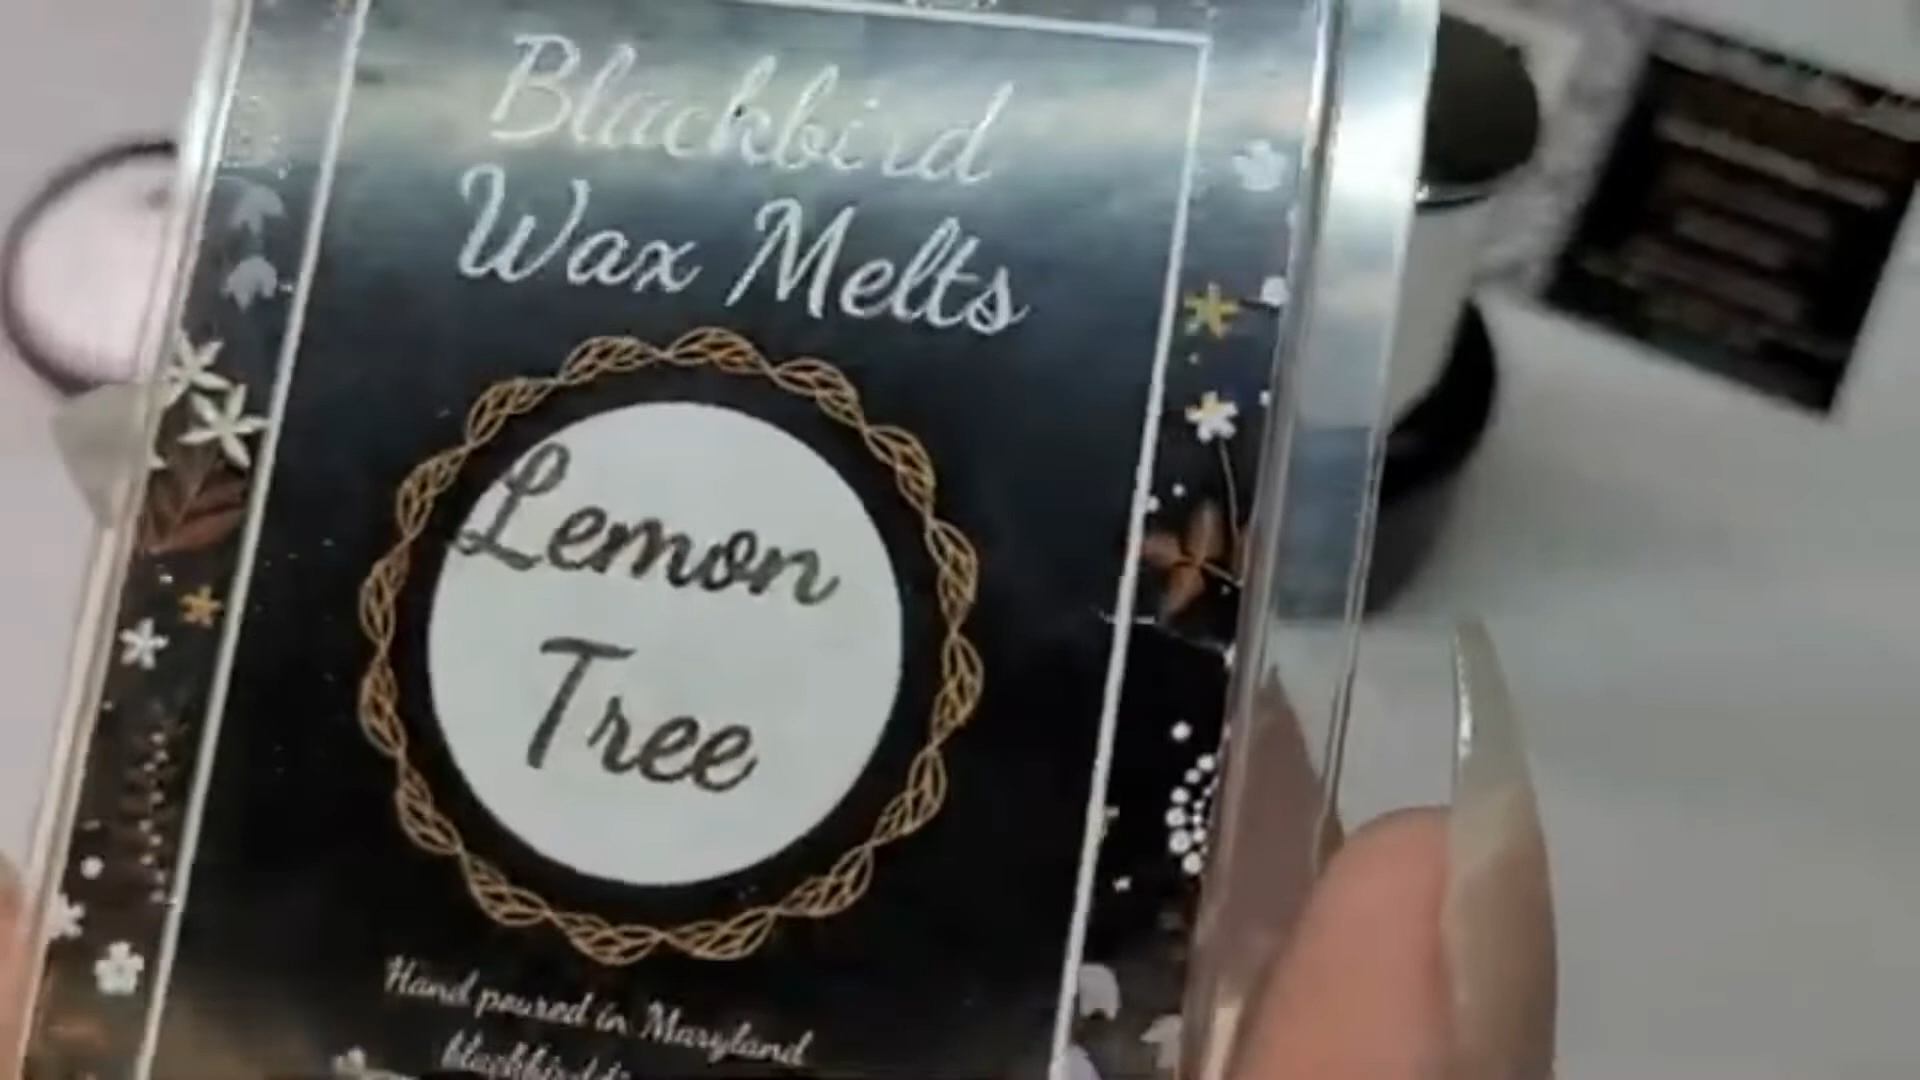 Blackbird
Wax Melts
Lemon
Tree
Hand poured in Maryland